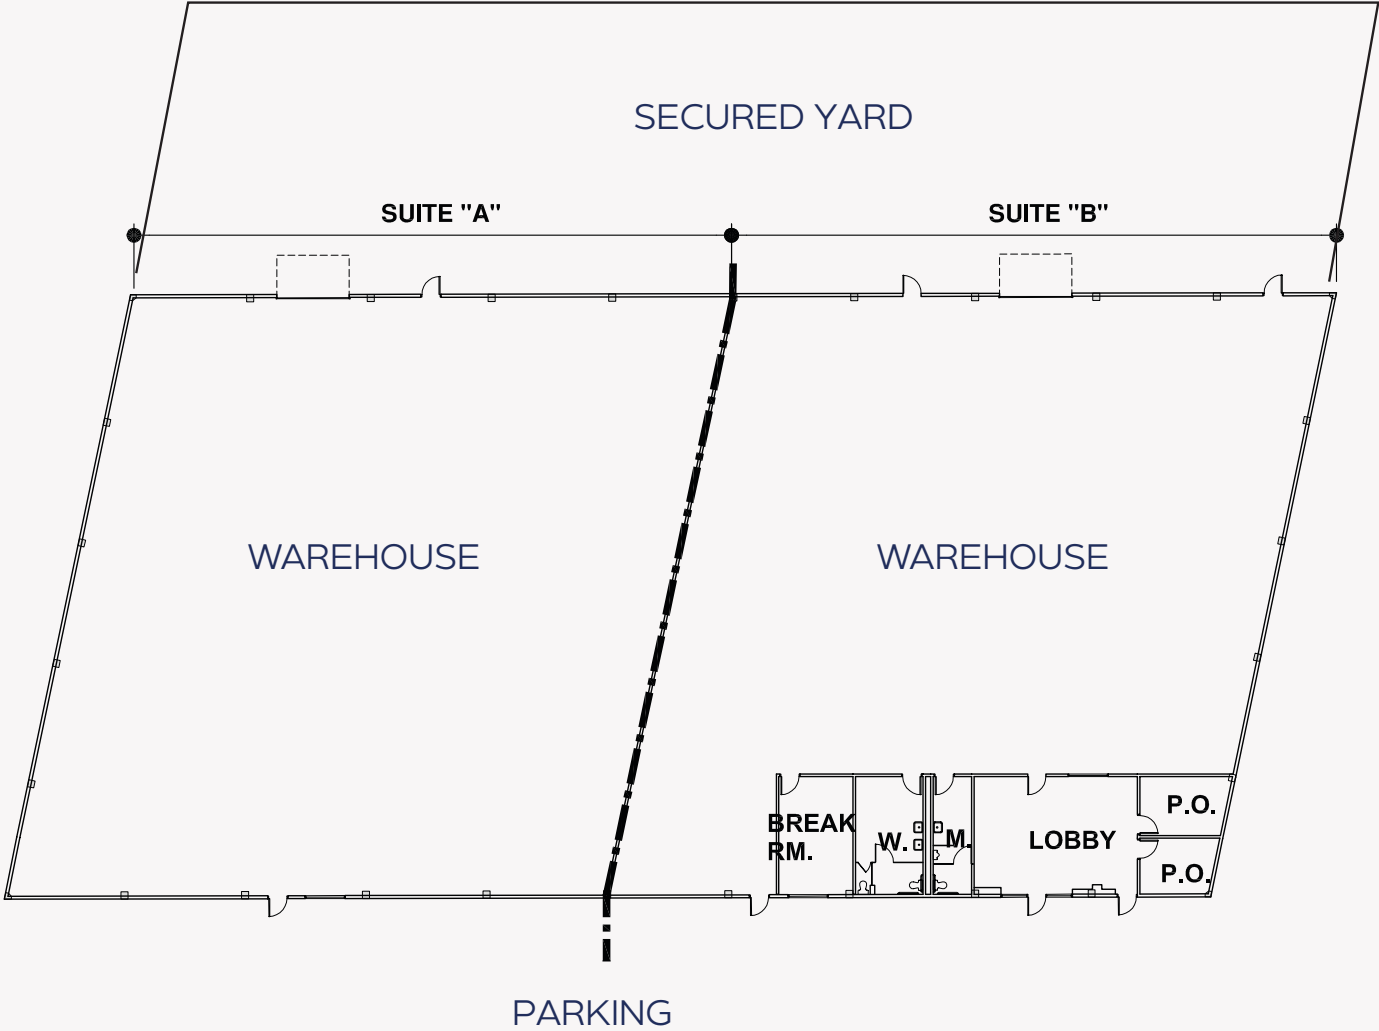 SECURED YARD
SUITE "A"
SUITE "B"
WAREHOUSE
WAREHOUSE
BREAK
RM.
W.
M.
LOBBY
P.O.
P.O.
PARKING